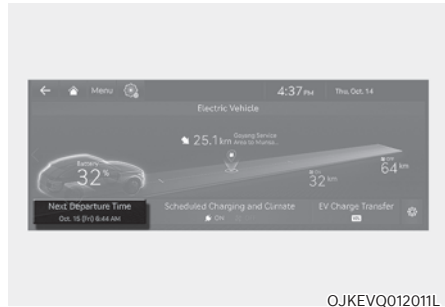 Menu
4:37 PM
Thu. Oct. 14
Electric Vehicle
25.1 km
Goyang Service
Area to Munsa...
Battery
32 %
32 km
64 km
Next Departure Time
Oct. 15 (Fri) 6:44 AM
Scheduled Charging and Climate
ON
EV Charge Transfer
OJKEVQ012011L